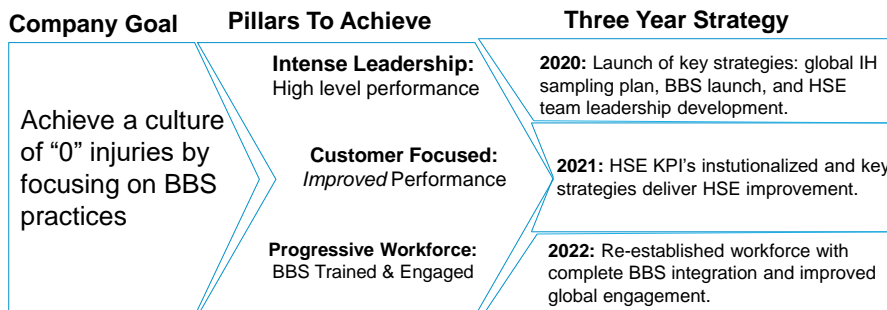 Company Goal
Pillars To Achieve
Three Year Strategy
Achieve a culture
of “0” injuries by
focusing on BBS
practices
Intense Leadership:
High level performance
Customer Focused:
Improved Performance
Progressive Workforce:
BBS Trained & Engaged
2020: Launch of key strategies: global IH
sampling plan, BBS launch, and HSE
team leadership development.
2021: HSE KPI’s instutionalized and key
strategies deliver HSE improvement.
2022: Re-established workforce with
complete BBS integration and improved
global engagement.